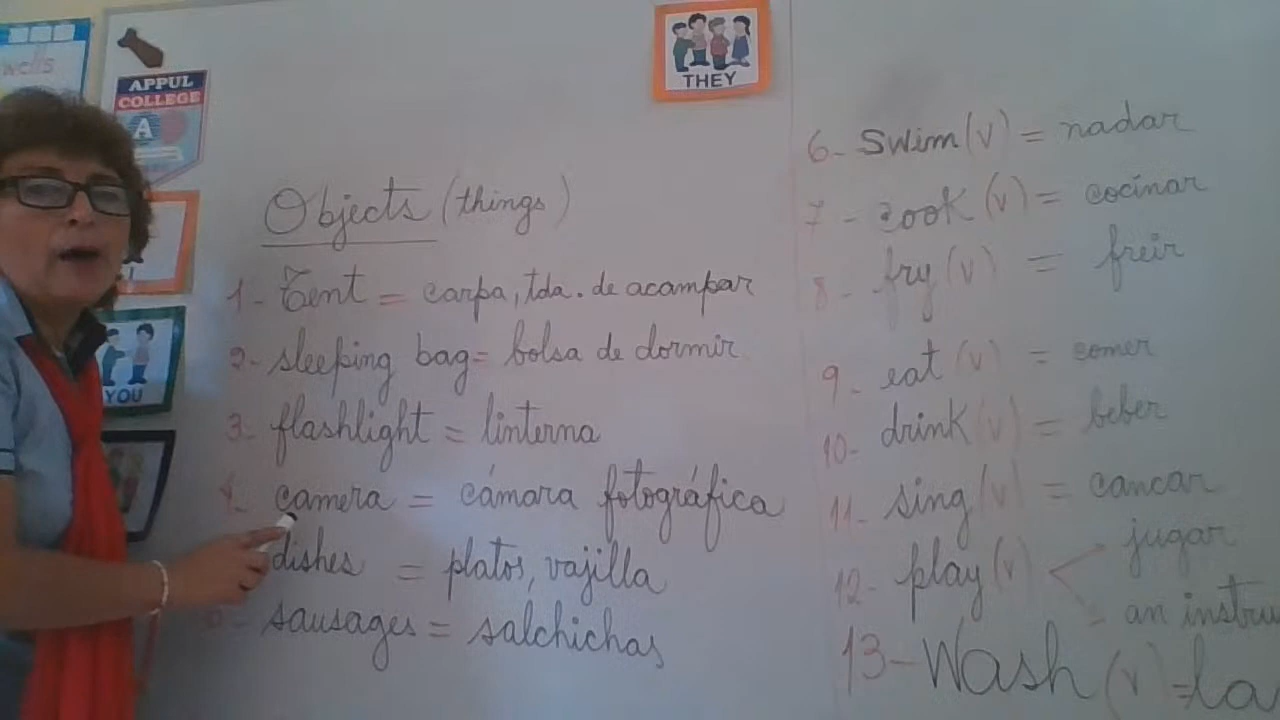 wells
APPUL
COLLEGE
A
THEY
YOU
Objects (things)
1- Tent = carpa, tda. de acampar
2- sleeping bag = bolsa de dormir
3- flashlight = linterna
4- camera = cámara fotográfica
dishes = platos, vajilla
sausages = salchichas
6- Swim (v) = nadar
7- cook (v) = cocinar
8- fry (v) = freir
9- eat (v) = comer
10- drink (v) = beber
11- sing (v) = cancar
12- play (v) jugar
- an instru
13- Wash (v) = la